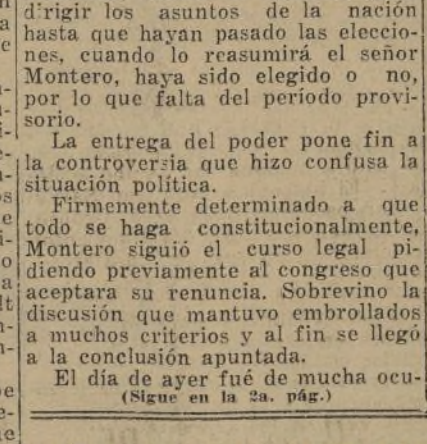 dirigir los asuntos de la nación
hasta que hayan pasado las eleccio-
nes, cuando lo reasumirá el señor
Montero, haya sido elegido o no,
por lo que falta del período provi-
sorio.
La entrega del poder pone fin a
la controversia que hizo confusa la
situación política.
Firmemente determinado a que
todo se haga constitucionalmente,
Montero siguió el curso legal pi-
diendo previamente al congreso que
aceptara su renuncia. Sobrevino la
discusión que mantuvo embrollados
a muchos criterios y al fin se llegó
a la conclusión apuntada.
El día de ayer fué de mucha ocu-
(Sigue en la 2a. pág.)